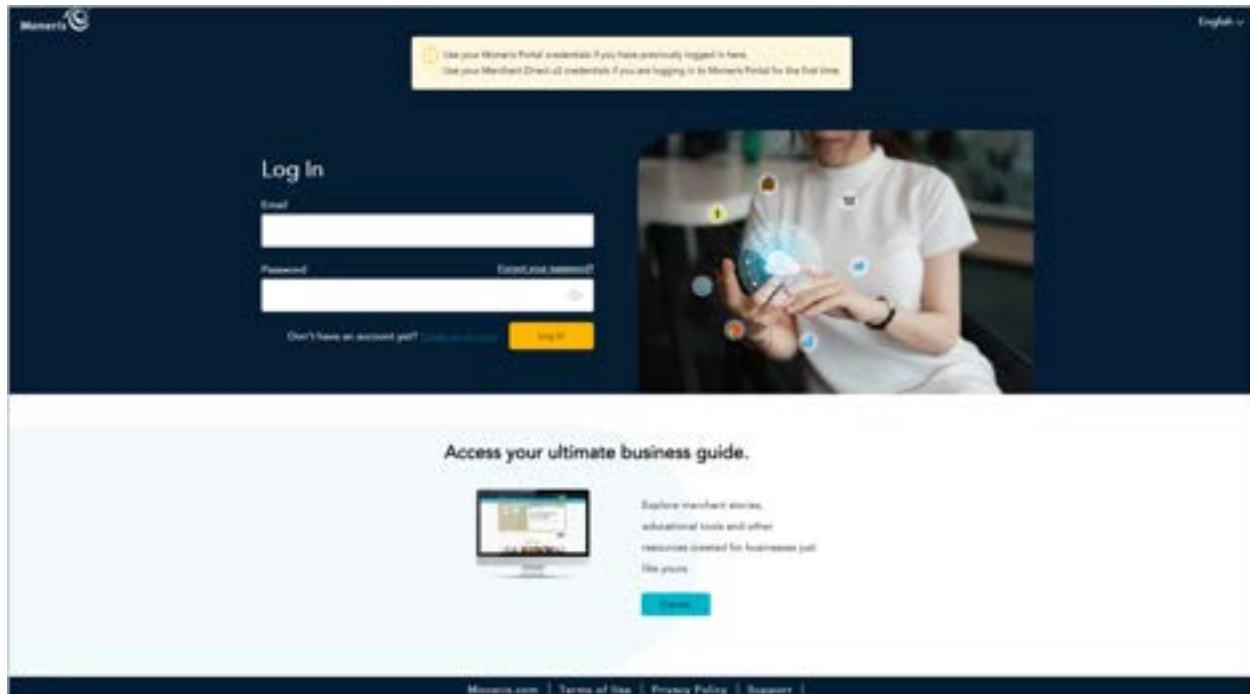 Moneris
English
Use your Moneris Portal credentials if you have previously logged in here.
Use your Merchant Direct credentials if you are logging in to Moneris Portal for the first time.
Log In
Email
Password
Forgot your password?
Don't have an account yet? Create an account
Log In
Access your ultimate business guide.
Explore merchant stories,
educational tools and other
resources created for businesses just
like yours.
Moneris.com | Terms of Use | Privacy Policy | Support |